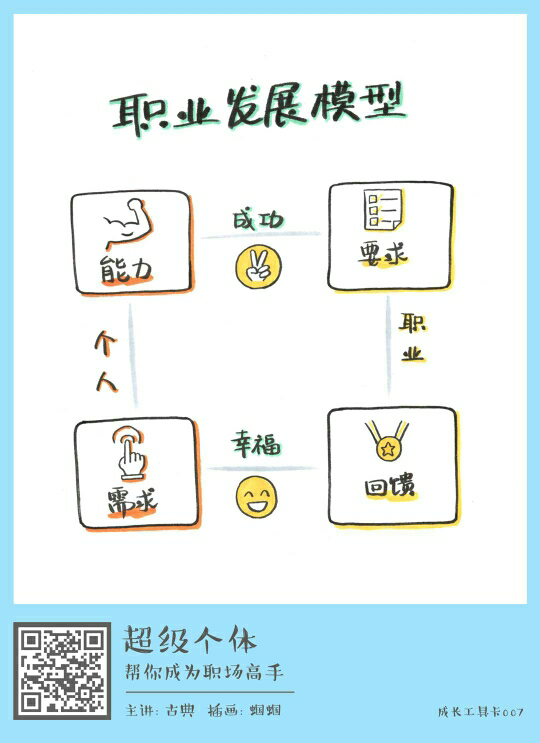 职业发展模型
能力
成功
要求
个人
职业
需求
幸福
回馈
超级个体
帮你成为职场高手
主讲: 古典 插画: 蝈蝈
成长工具卡007